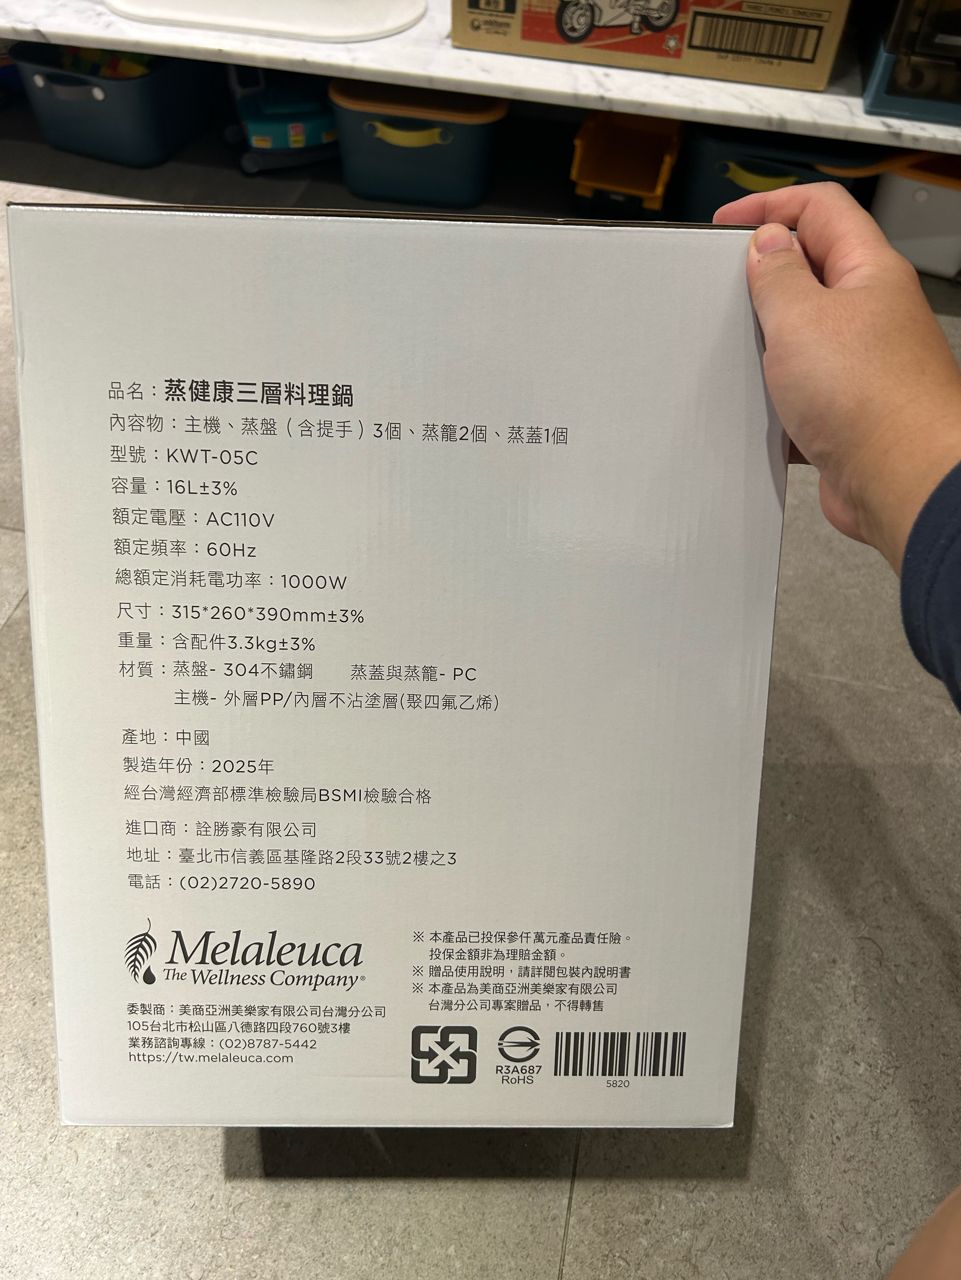 品名：蒸健康三層料理鍋
內容物：主機、蒸盤（含提手）3個、蒸籠2個、蒸蓋1個
型號：KWT-05C
容量：16L±3%
額定電壓：AC110V
額定頻率：60Hz
總額定消耗電功率：1000W
尺寸：315*260*390mm±3%
重量：含配件3.3kg±3%
材質：蒸盤- 304不鏽鋼 蒸蓋與蒸籠- PC
主機- 外層PP/內層不沾塗層(聚四氟乙烯)
產地：中國
製造年份：2025年
經台灣經濟部標準檢驗局BSMI檢驗合格
進口商：詮勝豪有限公司
地址：臺北市信義區基隆路2段33號2樓之3
電話：(02)2720-5890
Melaleuca
The Wellness Company®
委製商：美商亞洲美樂家有限公司台灣分公司
105台北市松山區八德路四段760號3樓
業務諮詢專線：(02)8787-5442
https://tw.melaleuca.com
※ 本產品已投保參仟萬元產品責任險。
投保金額非為理賠金額。
※ 贈品使用說明，請詳閱包裝內說明書
※ 本產品為美商亞洲美樂家有限公司
台灣分公司專案贈品，不得轉售
R3A687
RoHS
5820